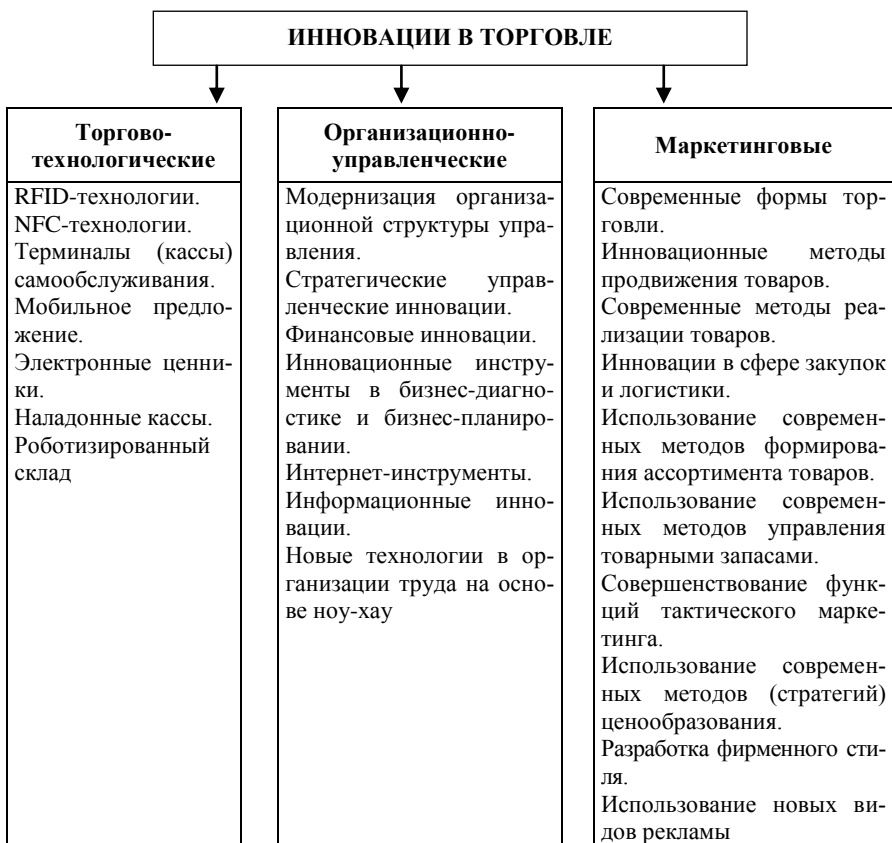 ИННОВАЦИИ В ТОРГОВЛЕ
Торгово-
технологические
RFID-технологии.
NFC-технологии.
Терминалы (кассы)
самообслуживания.
Мобильное предло-
жение.
Электронные ценни-
ки.
Наладонные кассы.
Роботизированный
склад
Организационно-
управленческие
Модернизация организа-
ционной структуры упра-
вления.
Стратегические управ-
ленческие инновации.
Финансовые инновации.
Инновационные инстру-
менты в бизнес-диагно-
стике и бизнес-планиро-
вании.
Интернет-инструменты.
Информационные инно-
вации.
Новые технологии в ор-
ганизации труда на осно-
ве ноу-хау
Маркетинговые
Современные формы тор-
говли.
Инновационные методы
продвижения товаров.
Современные методы реа-
лизации товаров.
Инновации в сфере закупок
и логистики.
Использование современ-
ных методов формирова-
ния ассортимента товаров.
Использование современ-
ных методов управления
товарными запасами.
Совершенствование функ-
ций тактического марке-
тинга.
Использование современ-
ных методов (стратегий)
ценообразования.
Разработка фирменного сти-
ля.
Использование новых ви-
дов рекламы